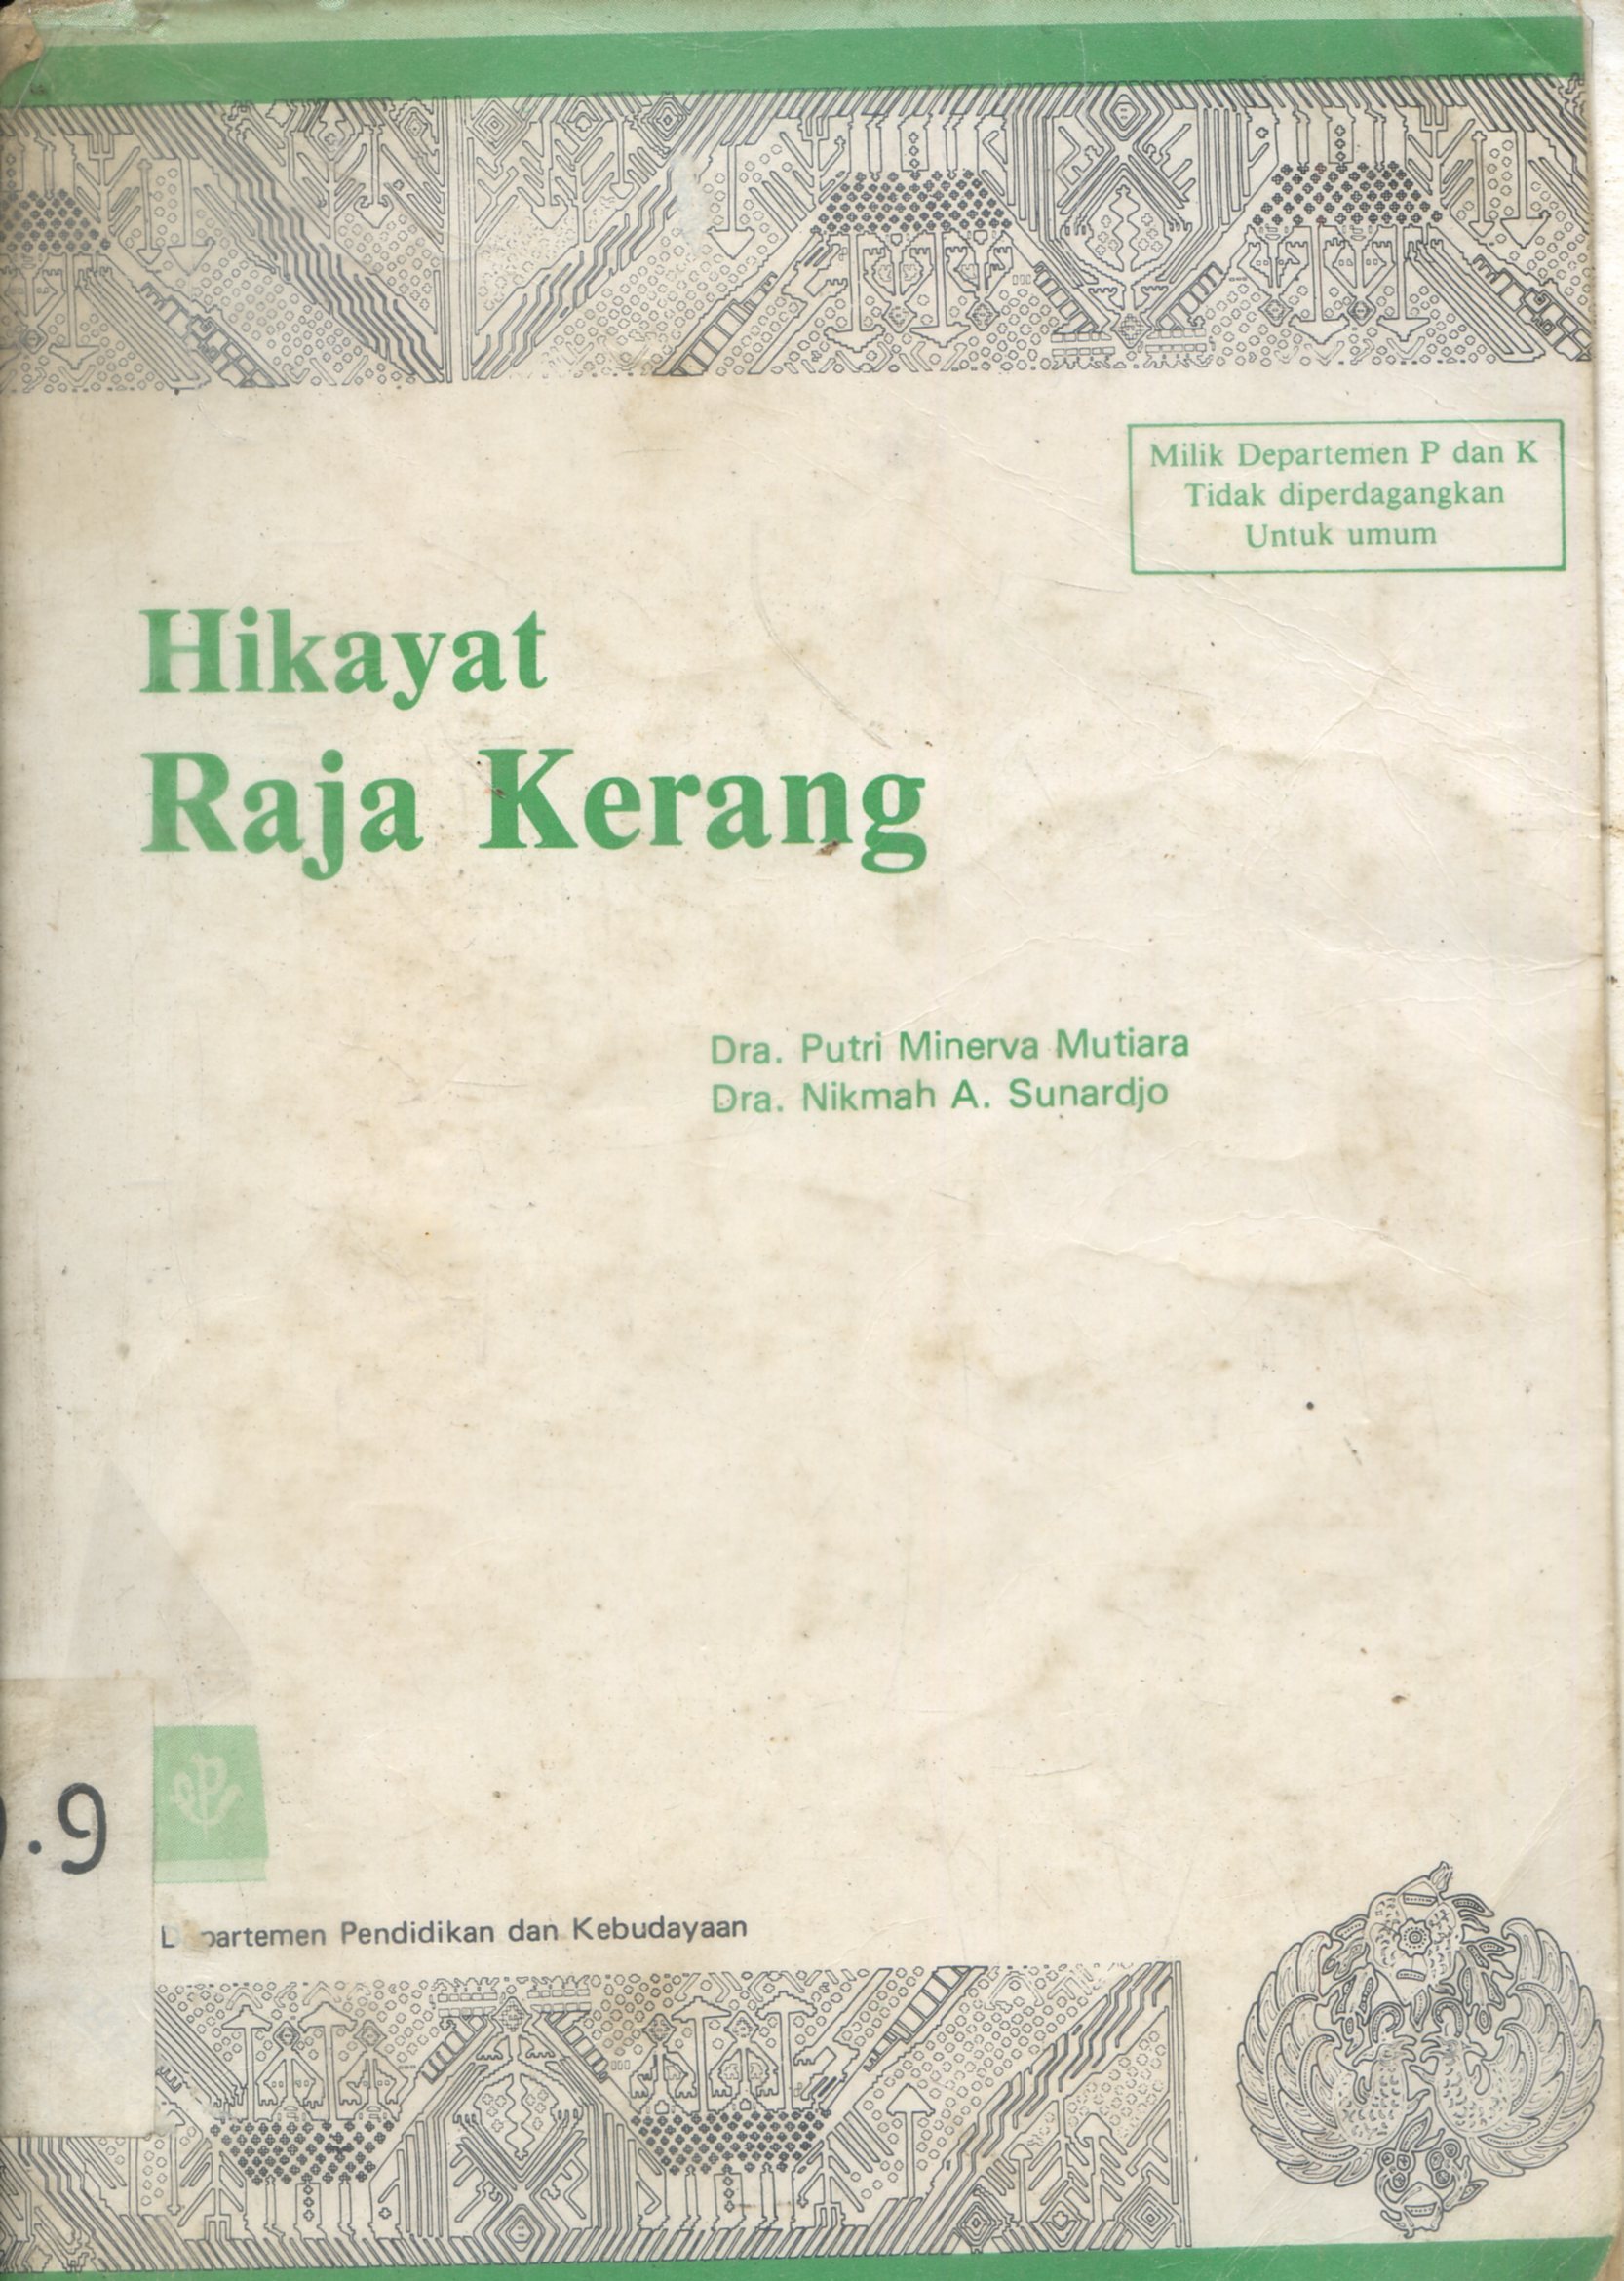 Milik Departemen P dan K
Tidak diperdagangkan
Untuk umum
Hikayat
Raja Kerang
Dra. Putri Minerva Mutiara
Dra. Nikmah A. Sunardjo
.9
Departemen Pendidikan dan Kebudayaan